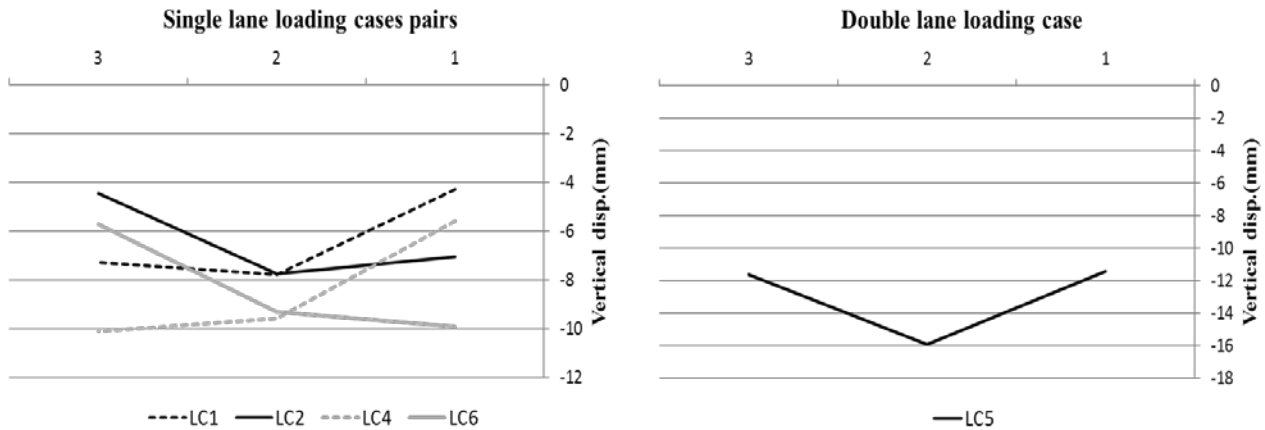 Single lane loading cases pairs
3 2 1
0
-2
-4
-6
-8
-10
-12
Vertical disp.(mm)
LC1 LC2 LC4 LC6
Double lane loading case
3 2 1
0
-2
-4
-6
-8
-10
-12
-14
-16
-18
Vertical disp.(mm)
LC5